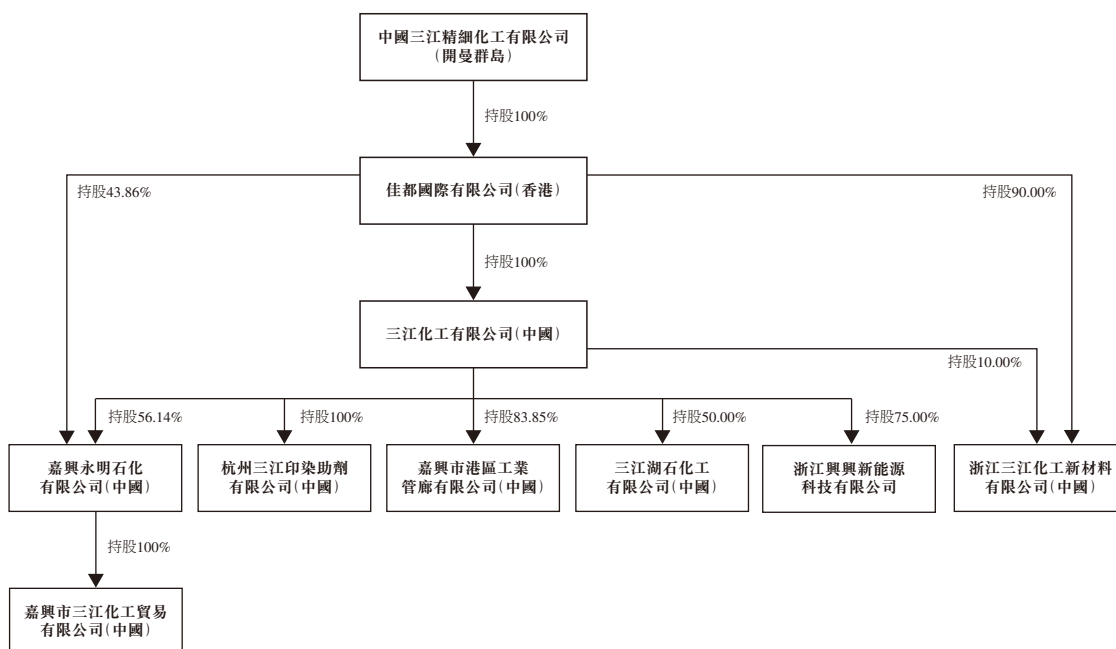 中國三江精細化工有限公司
(開曼群島)
持股100%
佳都國際有限公司(香港)
持股43.86%
持股90.00%
持股100%
三江化工有限公司(中國)
持股10.00%
持股56.14%
持股100%
持股83.85%
持股50.00%
持股75.00%
嘉興永明石化
有限公司(中國)
杭州三江印染助劑
有限公司(中國)
嘉興市港區工業
管廊有限公司(中國)
三江湖石化工
有限公司(中國)
浙江興興新能源
科技有限公司
浙江三江化工新材料
有限公司(中國)
持股100%
嘉興市三江化工貿易
有限公司(中國)